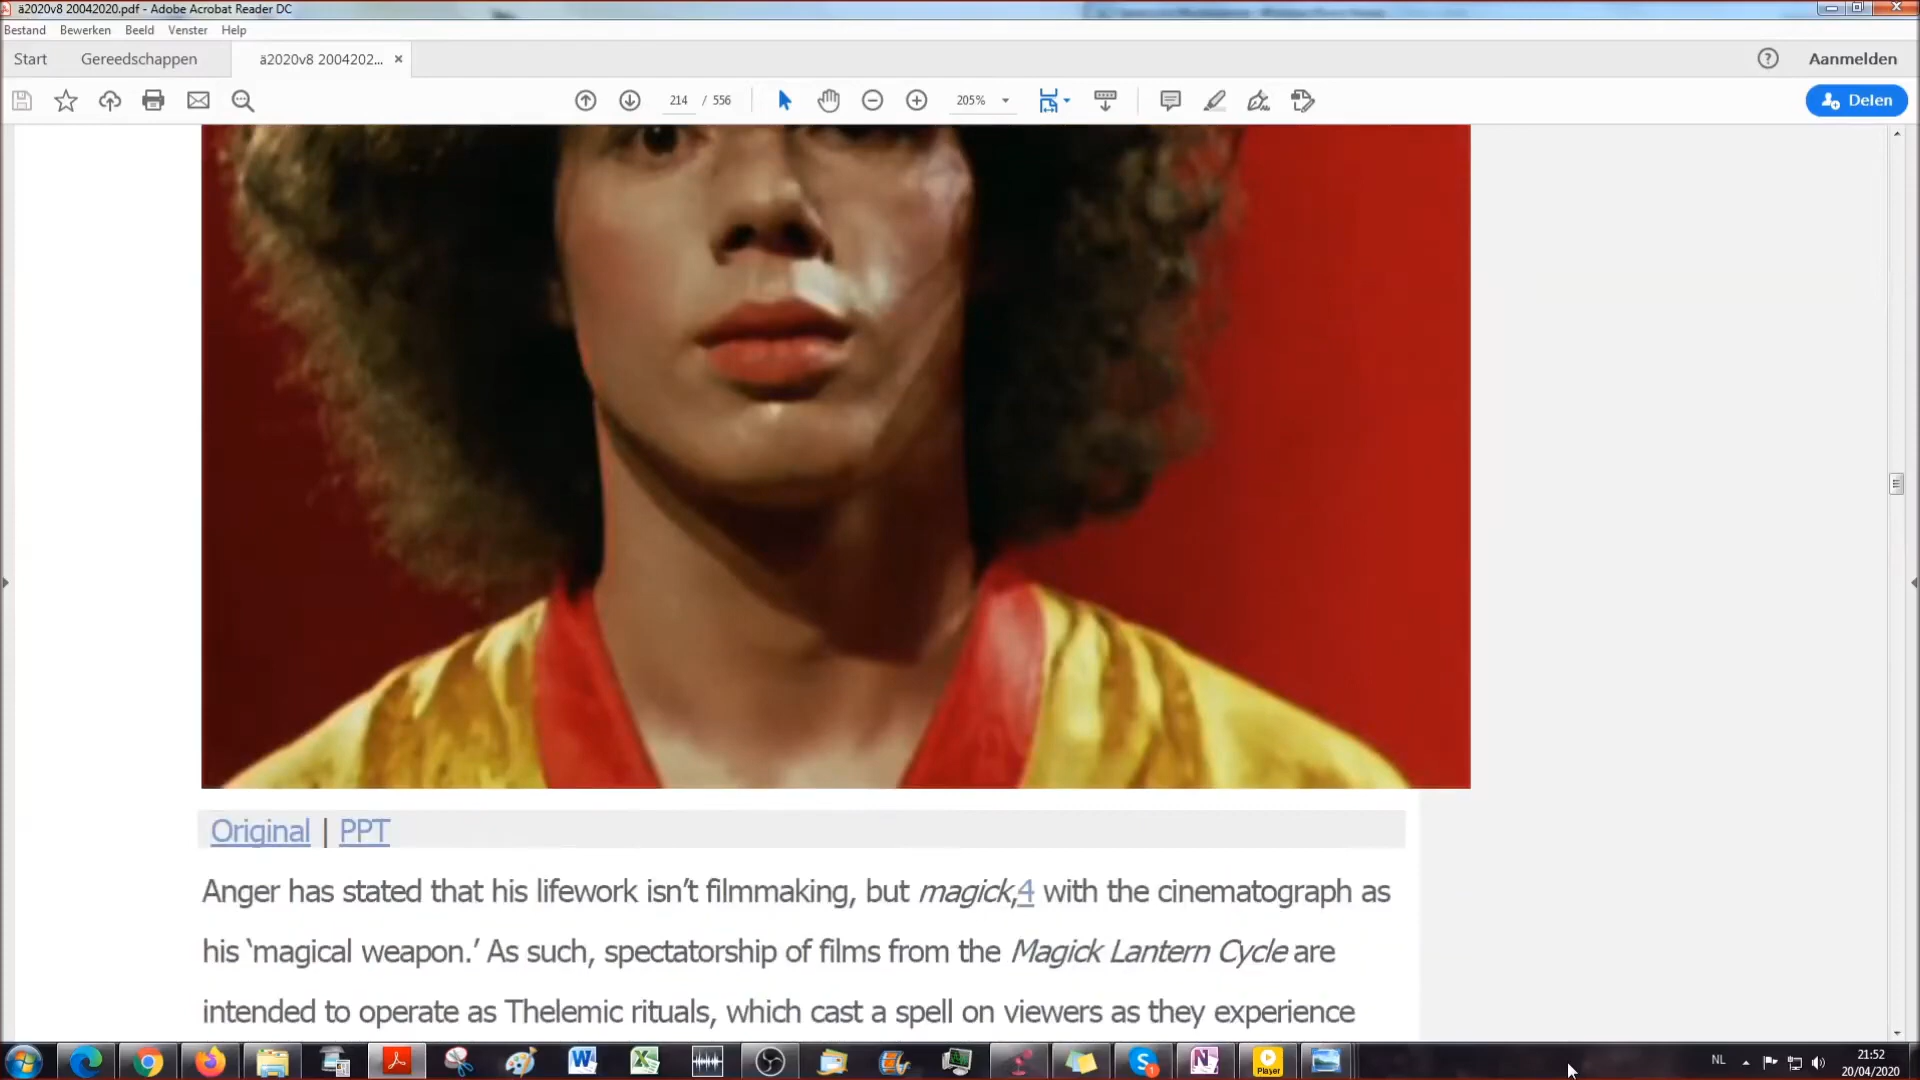 ä2020v8 20042020.pdf - Adobe Acrobat Reader DC
Bestand Bewerken Beeld Venster Help
Start Gereedschappen ä2020v8 2004202... × Aanmelden
214 / 556 205% Delen
Original | PPT
Anger has stated that his lifework isn't filmmaking, but magick,4 with the cinematograph as
his 'magical weapon.' As such, spectatorship of films from the Magick Lantern Cycle are
intended to operate as Thelemic rituals, which cast a spell on viewers as they experience
Player
NL
21:52
20/04/2020